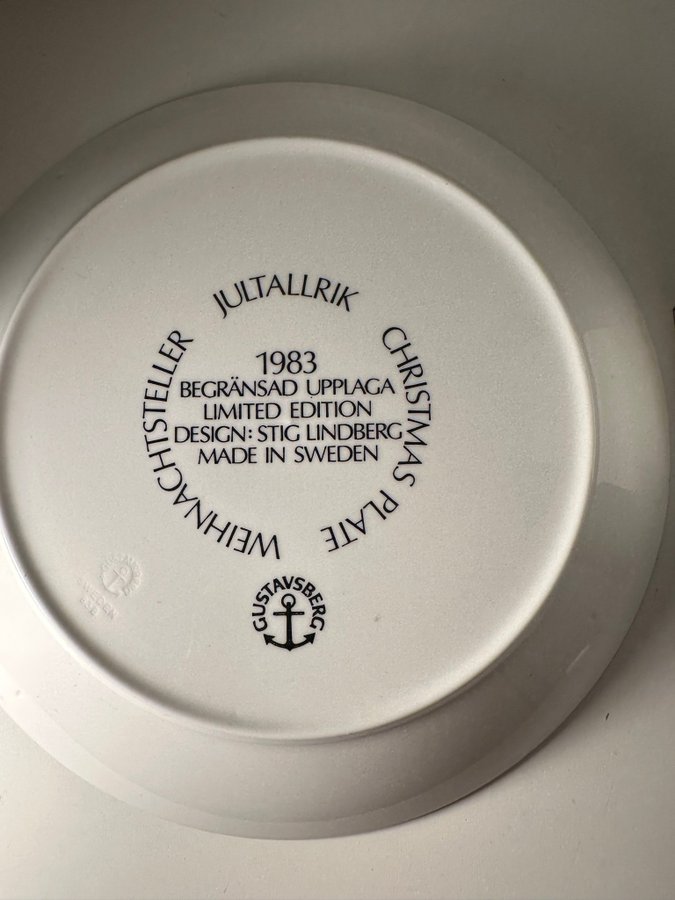 JULTALLRIK
CHRISTMAS PLATE
WEIHNACHTSTELLER
1983
BEGRÄNSAD UPPLAGA
LIMITED EDITION
DESIGN: STIG LINDBERG
MADE IN SWEDEN
GUSTAVSBERG